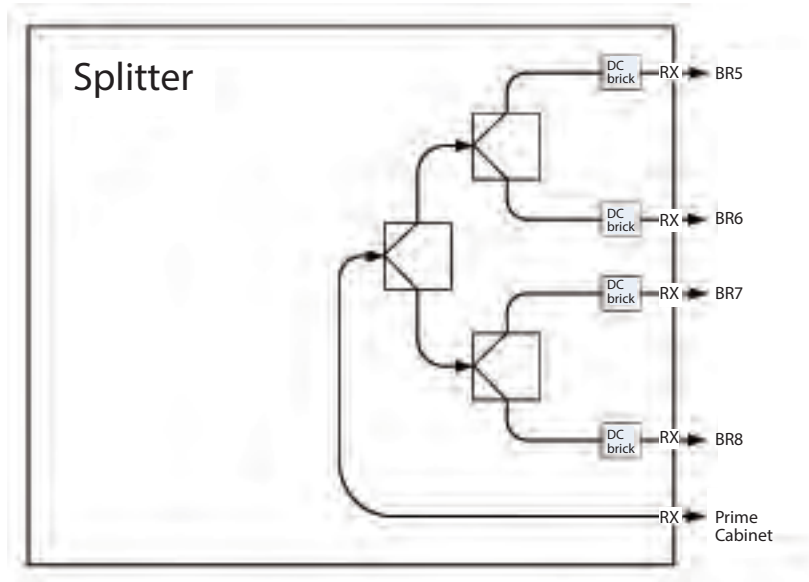 Splitter
DC
brick
RX
BR5
DC
brick
RX
BR6
DC
brick
RX
BR7
DC
brick
RX
BR8
RX
Prime
Cabinet